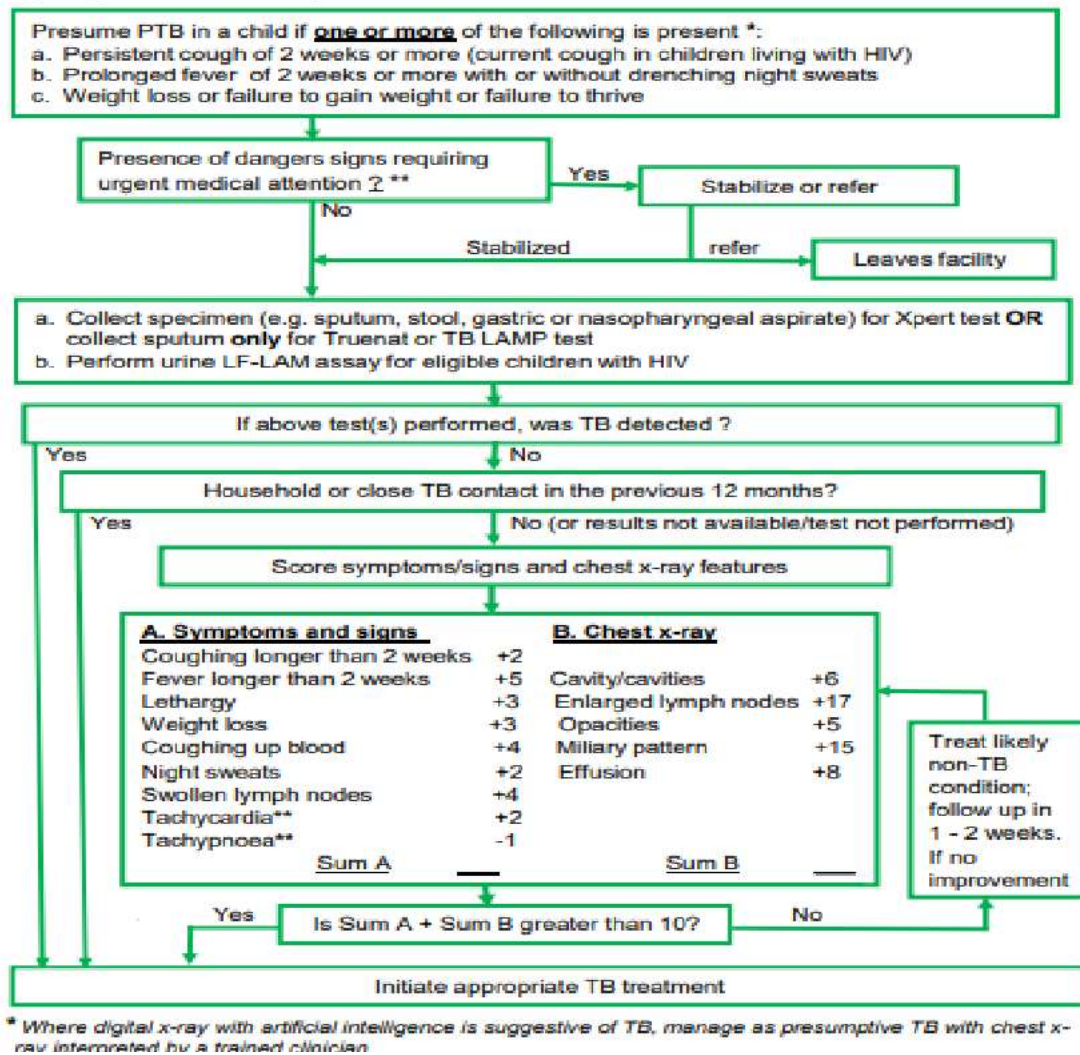 Presume PTB in a child if one or more of the following is present *:
a. Persistent cough of 2 weeks or more (current cough in children living with HIV)
b. Prolonged fever of 2 weeks or more with or without drenching night sweats
c. Weight loss or failure to gain weight or failure to thrive
Presence of dangers signs requiring
urgent medical attention ? **
Yes
Stabilize or refer
No
Stabilized
refer
Leaves facility
a. Collect specimen (e.g. sputum, stool, gastric or nasopharyngeal aspirate) for Xpert test OR
collect sputum only for Truenat or TB LAMP test
b. Perform urine LF-LAM assay for eligible children with HIV
If above test(s) performed, was TB detected ?
Yes
No
Household or close TB contact in the previous 12 months?
Yes
No (or results not available/test not performed)
Score symptoms/signs and chest x-ray features
A. Symptoms and signs
Coughing longer than 2 weeks +2
Fever longer than 2 weeks +5
Lethargy +3
Weight loss +3
Coughing up blood +4
Night sweats +2
Swollen lymph nodes +4
Tachycardia** +2
Tachypnoea** -1
Sum A
B. Chest x-ray
Cavity/cavities +6
Enlarged lymph nodes +17
Opacities +5
Miliary pattern +15
Effusion +8
Sum B
Treat likely
non-TB
condition;
follow up in
1 - 2 weeks.
If no
improvement
Yes
Is Sum A + Sum B greater than 10?
No
Initiate appropriate TB treatment
* Where digital x-ray with artificial intelligence is suggestive of TB, manage as presumptive TB with chest x-
ray interpreted by a trained clinician